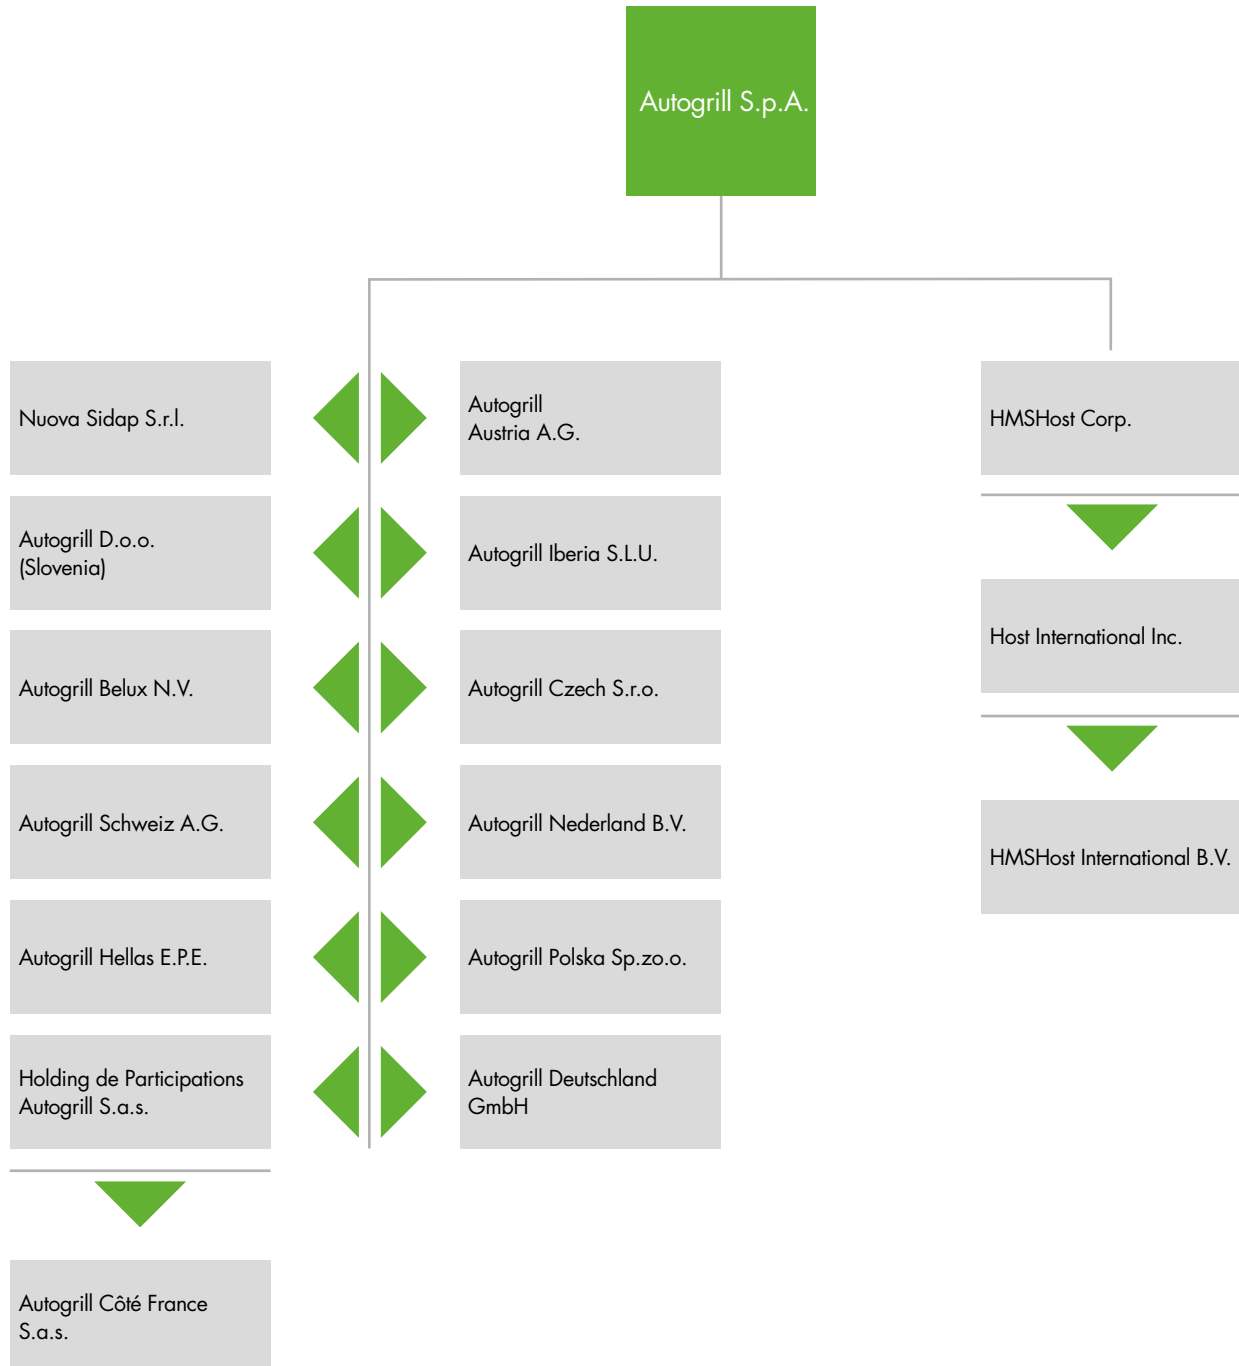 Autogrill S.p.A.
Nuova Sidap S.r.l.
Autogrill
Austria A.G.
HMSHost Corp.
Autogrill D.o.o.
(Slovenia)
Autogrill Iberia S.L.U.
Host International Inc.
Autogrill Belux N.V.
Autogrill Czech S.r.o.
Autogrill Schweiz A.G.
Autogrill Nederland B.V.
HMSHost International B.V.
Autogrill Hellas E.P.E.
Autogrill Polska Sp.zo.o.
Holding de Participations
Autogrill S.a.s.
Autogrill Deutschland
GmbH
Autogrill Côté France
S.a.s.